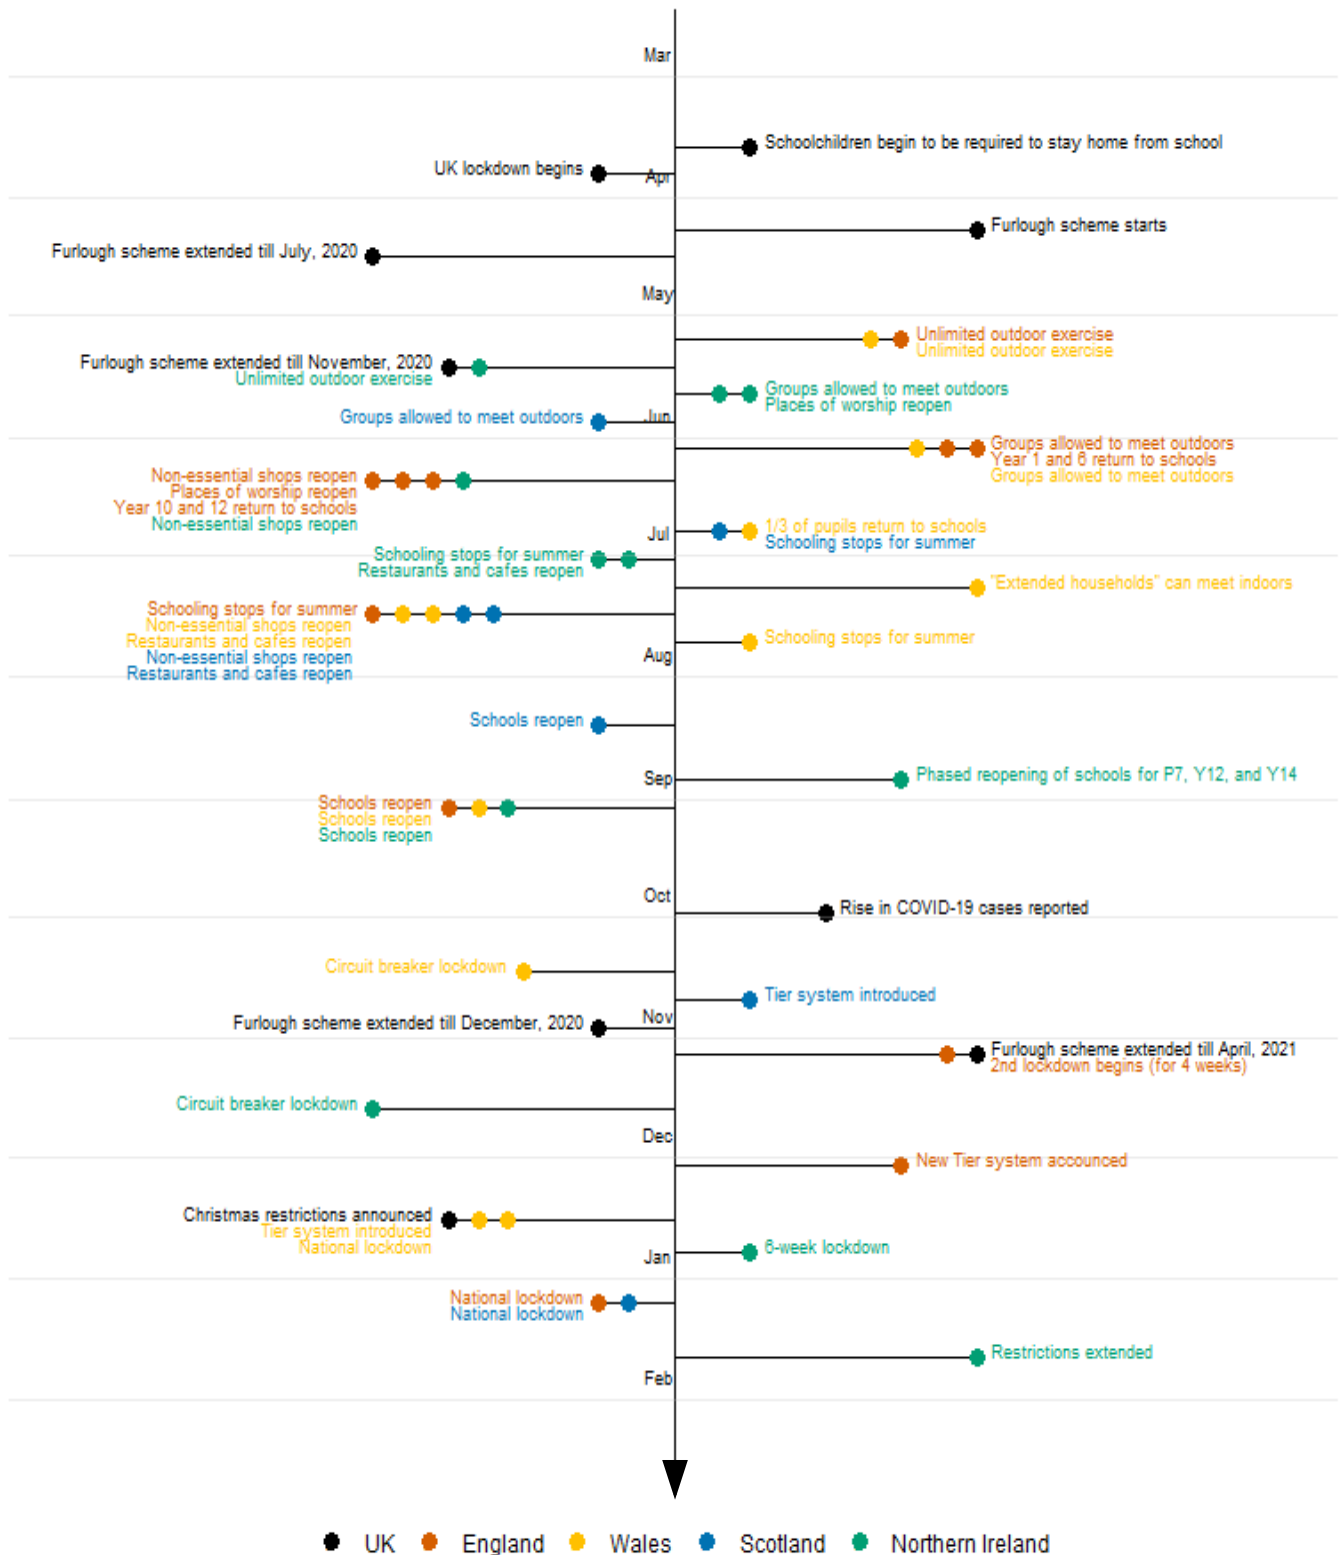 Mar
Schoolchildren begin to be required to stay home from school
UK lockdown begins
Apr
Furlough scheme starts
Furlough scheme extended till July, 2020
May
Unlimited outdoor exercise
Unlimited outdoor exercise
Furlough scheme extended till November, 2020
Unlimited outdoor exercise
Groups allowed to meet outdoors
Places of worship reopen
Groups allowed to meet outdoors
Jun
Groups allowed to meet outdoors
Year 1 and 6 return to schools
Groups allowed to meet outdoors
Non-essential shops reopen
Places of worship reopen
Year 10 and 12 return to schools
Non-essential shops reopen
Jul
1/3 of pupils return to schools
Schooling stops for summer
Schooling stops for summer
Restaurants and cafes reopen
"Extended households" can meet indoors
Schooling stops for summer
Non-essential shops reopen
Restaurants and cafes reopen
Non-essential shops reopen
Restaurants and cafes reopen
Schooling stops for summer
Aug
Schools reopen
Sep
Phased reopening of schools for P7, Y12, and Y14
Schools reopen
Schools reopen
Schools reopen
Oct
Rise in COVID-19 cases reported
Circuit breaker lockdown
Tier system introduced
Nov
Furlough scheme extended till December, 2020
Furlough scheme extended till April, 2021
2nd lockdown begins (for 4 weeks)
Circuit breaker lockdown
Dec
New Tier system accounced
Christmas restrictions announced
Tier system introduced
National lockdown
6-week lockdown
Jan
National lockdown
National lockdown
Restrictions extended
Feb
UK England Wales Scotland Northern Ireland